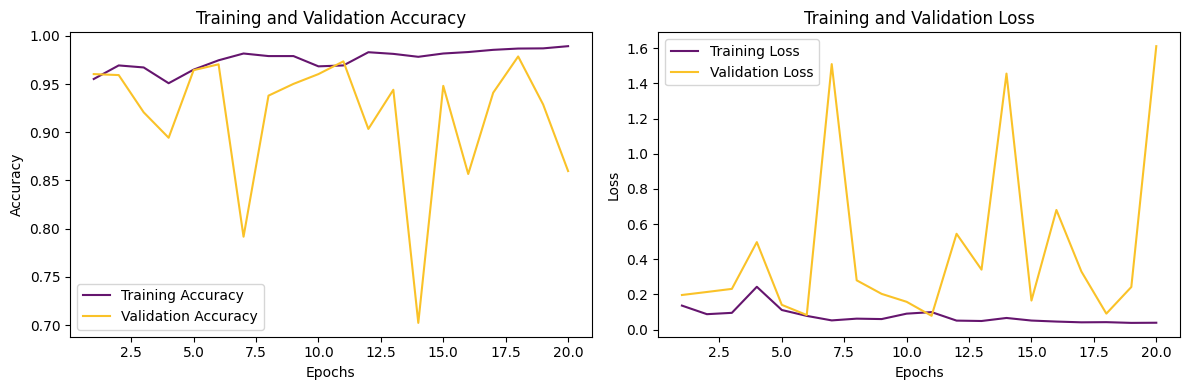 Training and Validation Accuracy
Accuracy
1.00
0.95
0.90
0.85
0.80
0.75
0.70
Training Accuracy
Validation Accuracy
2.5 5.0 7.5 10.0 12.5 15.0 17.5 20.0
Epochs
Training and Validation Loss
Loss
1.6
1.4
1.2
1.0
0.8
0.6
0.4
0.2
0.0
Training Loss
Validation Loss
2.5 5.0 7.5 10.0 12.5 15.0 17.5 20.0
Epochs